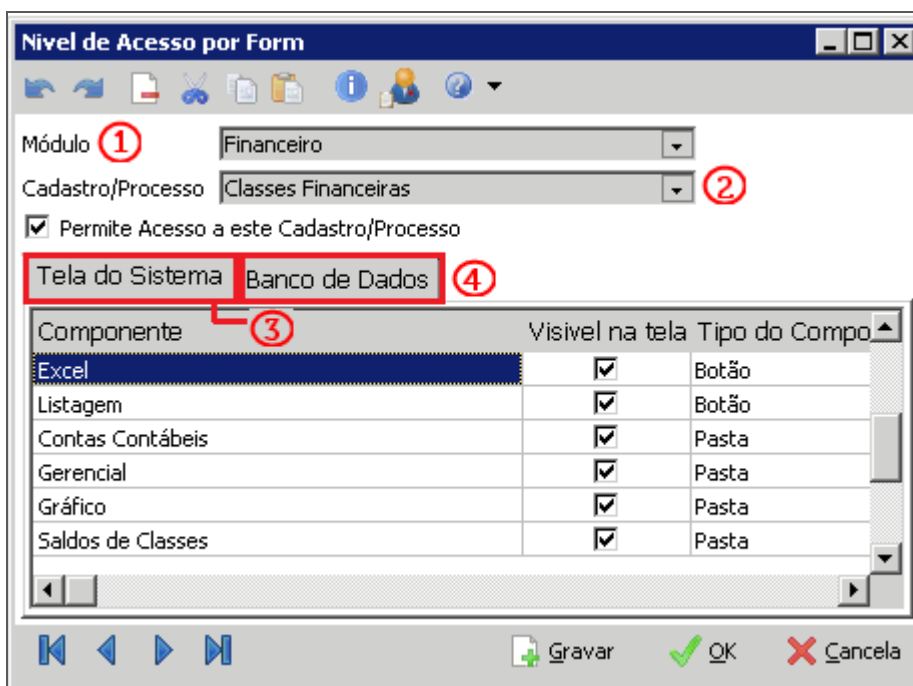 Nivel de Acesso por Form
Módulo 1 Financeiro
Cadastro/Processo Classes Financeiras 2
Permite Acesso a este Cadastro/Processo
Tela do Sistema Banco de Dados 4
3
Componente Visivel na tela Tipo do Compo
Excel Botão
Listagem Botão
Contas Contábeis Pasta
Gerencial Pasta
Gráfico Pasta
Saldos de Classes Pasta
Gravar OK Cancela